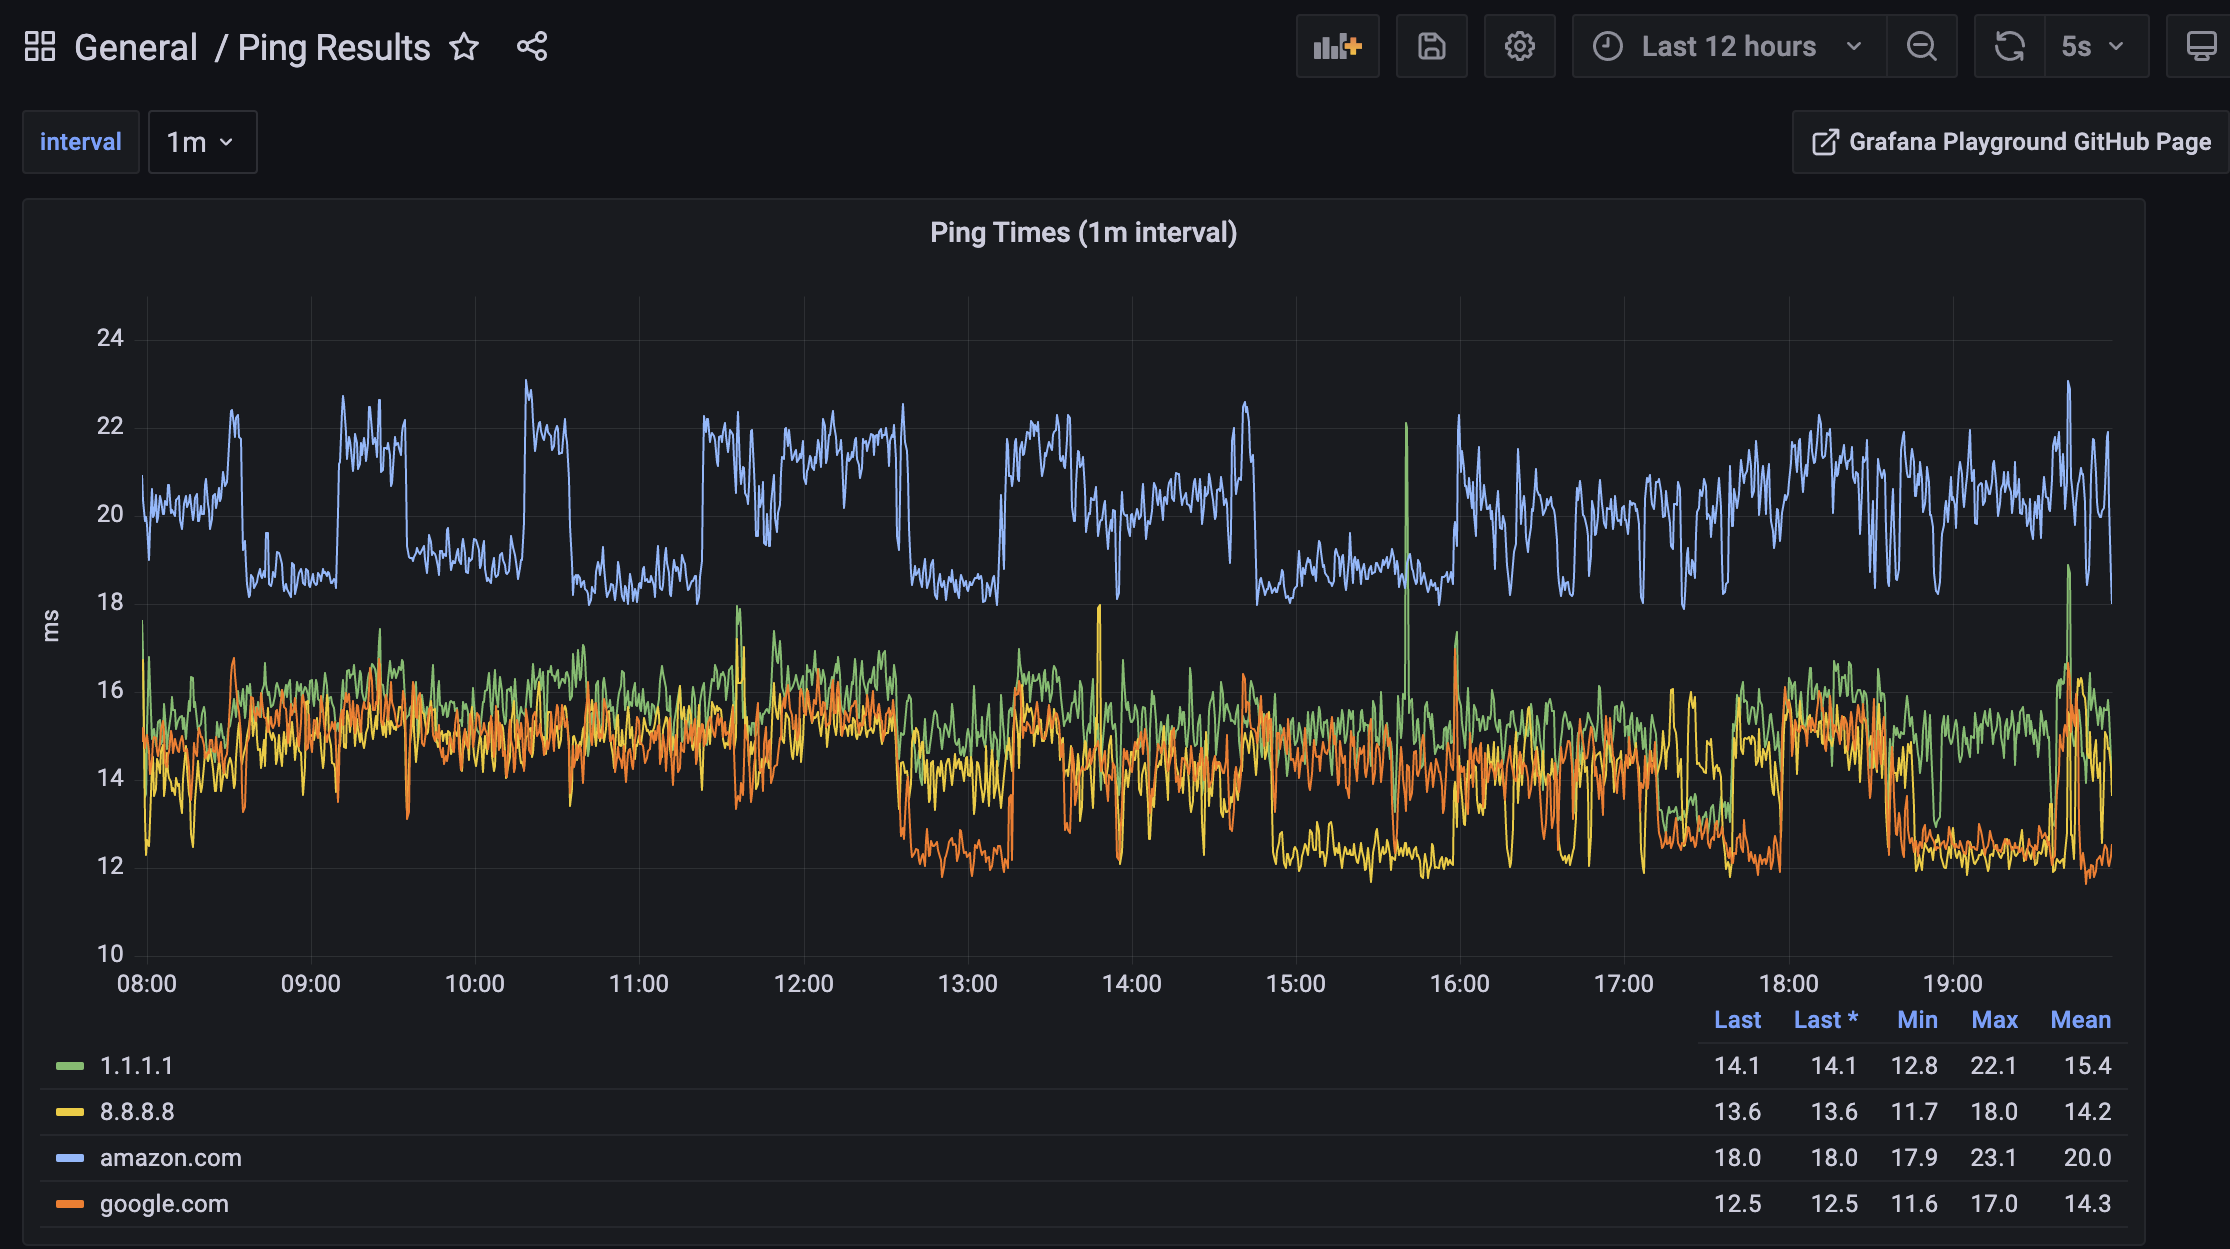 General / Ping Results
Last 12 hours
5s
interval
1m
Grafana Playground GitHub Page
Ping Times (1m interval)
24
22
20
18
16
14
12
10
ms
08:00 09:00 10:00 11:00 12:00 13:00 14:00 15:00 16:00 17:00 18:00 19:00
Last Last * Min Max Mean
1.1.1.1 14.1 14.1 12.8 22.1 15.4
8.8.8.8 13.6 13.6 11.7 18.0 14.2
amazon.com 18.0 18.0 17.9 23.1 20.0
google.com 12.5 12.5 11.6 17.0 14.3